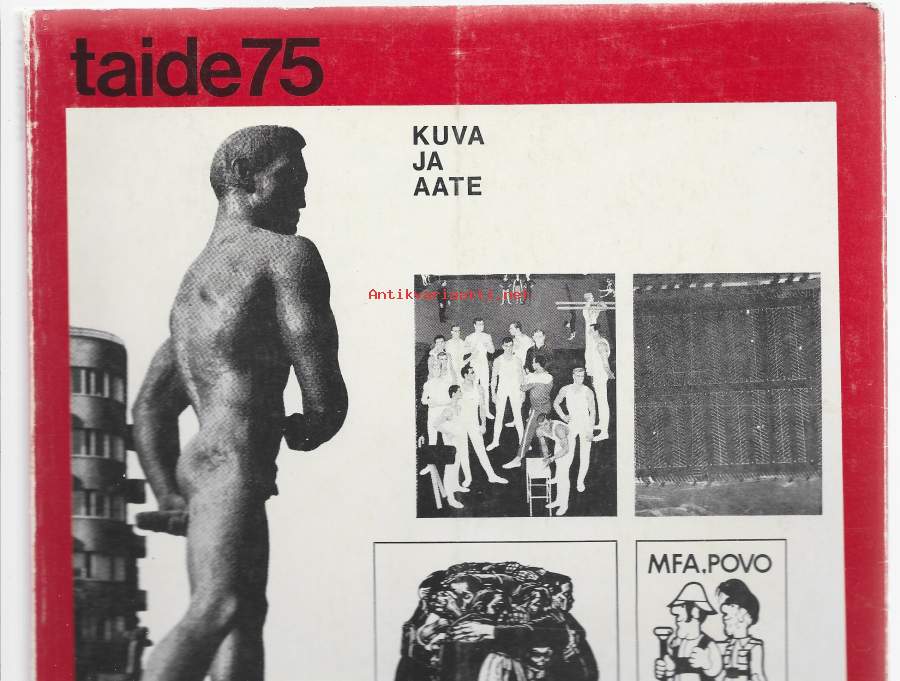 taide75
KUVA
JA
AATE
Antikvariaatti.net
MFA.POVO